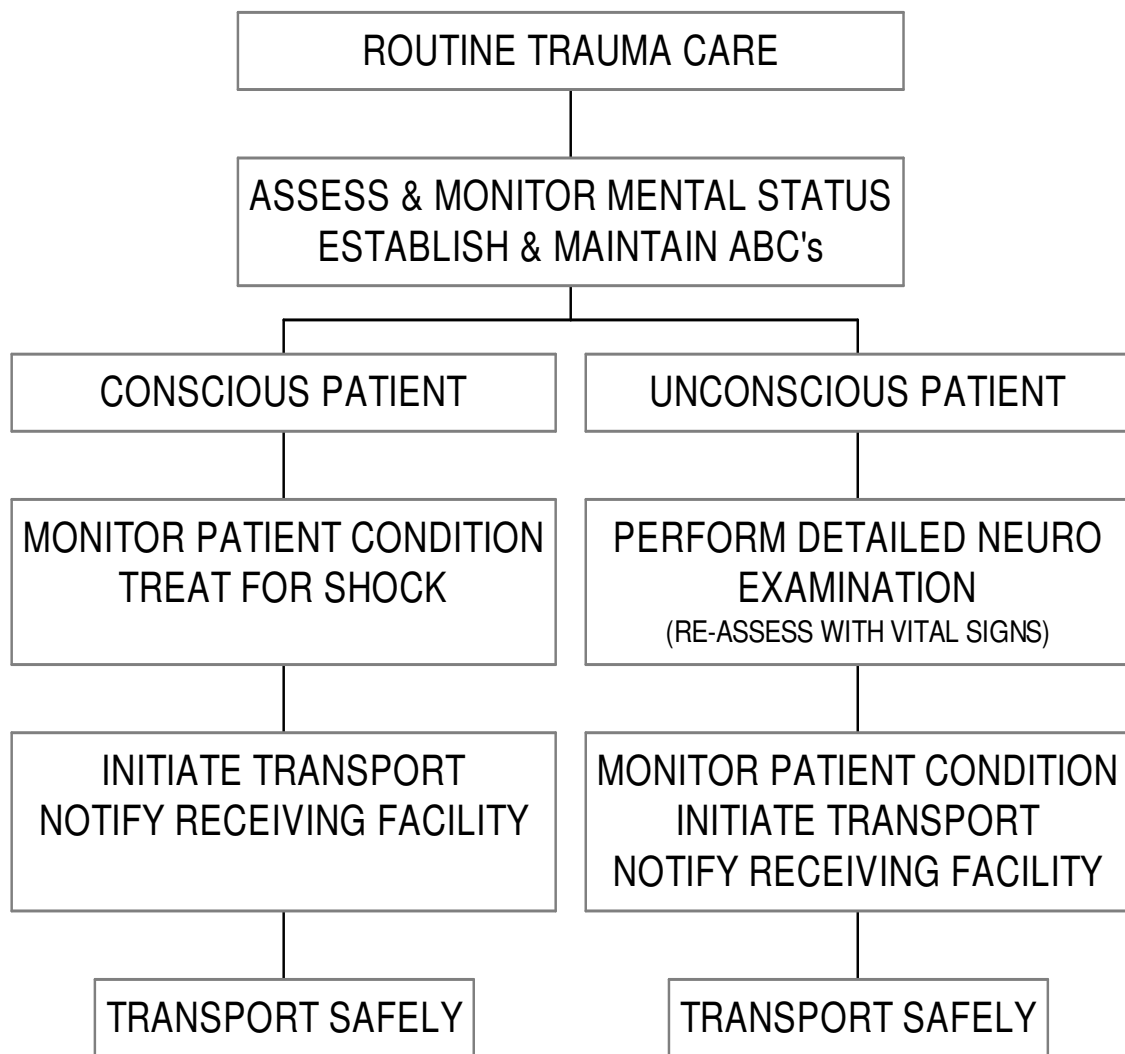 ROUTINE TRAUMA CARE
ASSESS & MONITOR MENTAL STATUS
ESTABLISH & MAINTAIN ABC's
CONSCIOUS PATIENT
UNCONSCIOUS PATIENT
MONITOR PATIENT CONDITION
TREAT FOR SHOCK
PERFORM DETAILED NEURO
EXAMINATION
(RE-ASSESS WITH VITAL SIGNS)
INITIATE TRANSPORT
NOTIFY RECEIVING FACILITY
MONITOR PATIENT CONDITION
INITIATE TRANSPORT
NOTIFY RECEIVING FACILITY
TRANSPORT SAFELY
TRANSPORT SAFELY